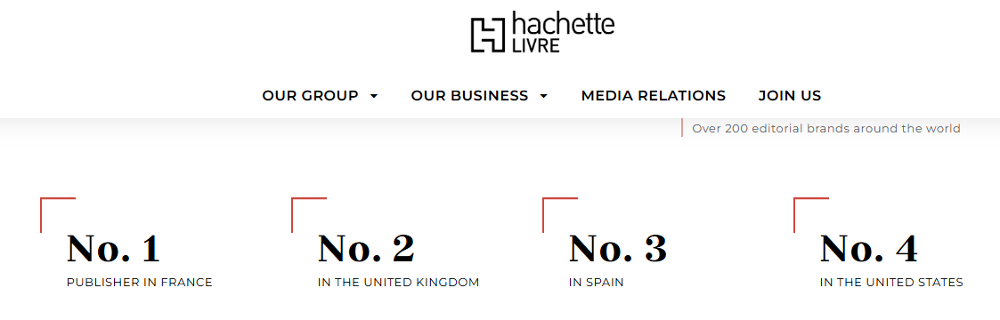 hachette
LIVRE
OUR GROUP OUR BUSINESS MEDIA RELATIONS JOIN US
Over 200 editorial brands around the world
No. 1 No. 2 No. 3 No. 4
PUBLISHER IN FRANCE IN THE UNITED KINGDOM IN SPAIN IN THE UNITED STATES